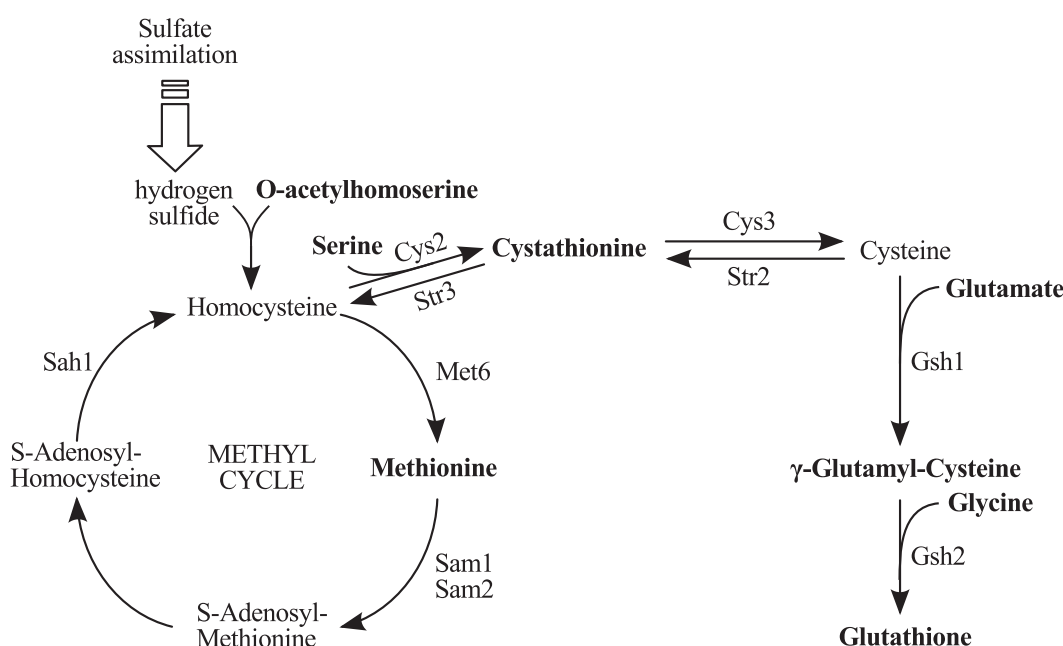 Sulfate
assimilation
hydrogen
sulfide
O-acetylhomoserine
Serine
Cys2
Cystathionine
Cys3
Cysteine
Str2
Str3
Homocysteine
Glutamate
Sah1
Met6
Gsh1
S-Adenosyl-
Homocysteine
METHYL
CYCLE
Methionine
γ-Glutamyl-Cysteine
Glycine
Sam1
Sam2
Gsh2
S-Adenosyl-
Methionine
Glutathione